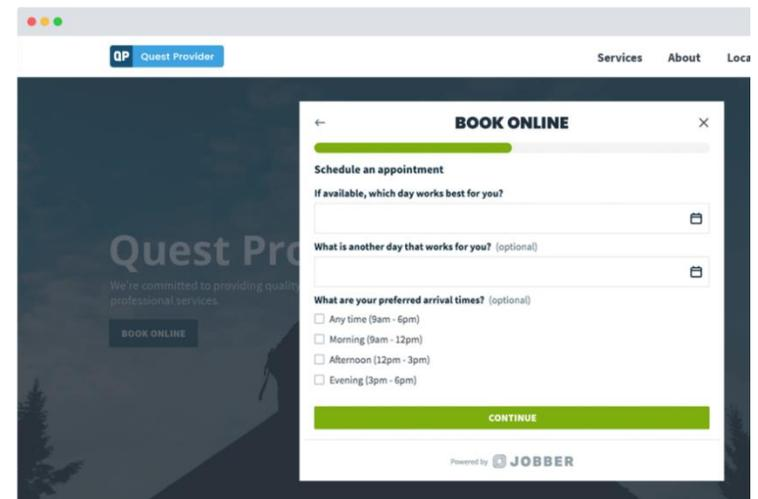 QP Quest Provider
Services About Loca
BOOK ONLINE
Schedule an appointment
If available, which day works best for you?
What is another day that works for you? (optional)
What are your preferred arrival times? (optional)
Any time (9am - 6pm)
Morning (9am - 12pm)
Afternoon (12pm - 3pm)
Evening (3pm - 6pm)
CONTINUE
Powered by JOBBER
Quest Pro
We're committed to providing quality
professional services.
BOOK ONLINE